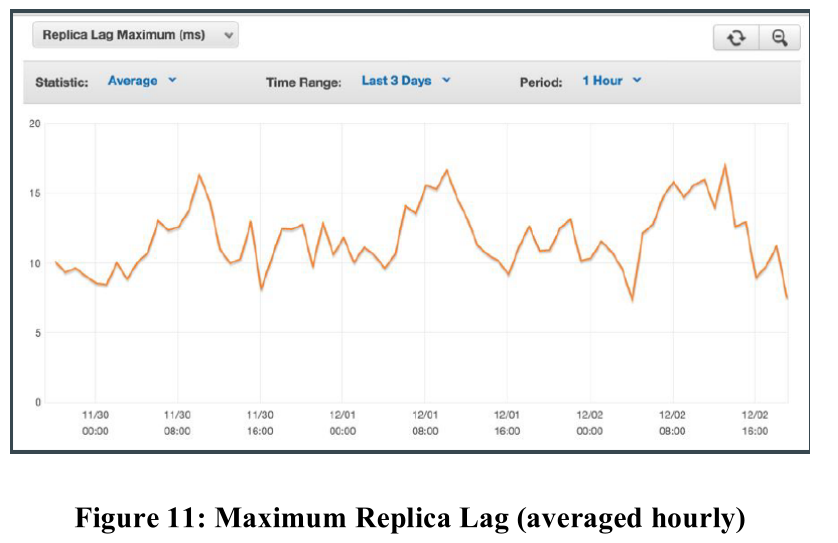 Replica Lag Maximum (ms)
Statistic: Average Time Range: Last 3 Days Period: 1 Hour
20
15
10
5
0
11/30 11/30 11/30 12/01 12/01 12/01 12/02 12/02 12/02
00:00 08:00 16:00 00:00 08:00 16:00 00:00 08:00 16:00
Figure 11: Maximum Replica Lag (averaged hourly)